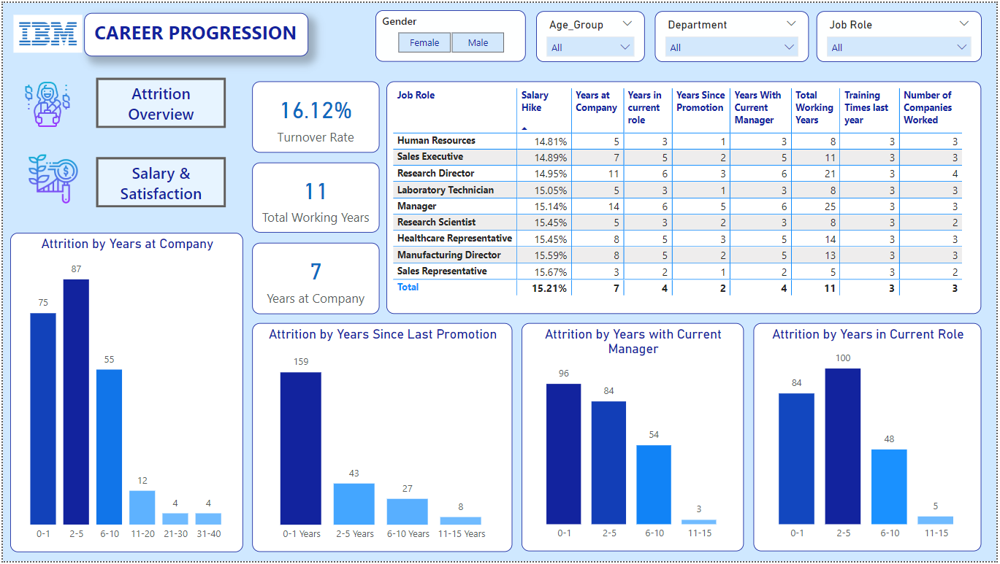 IBM
CAREER PROGRESSION
Gender
Female Male
Age_Group
All
Department
All
Job Role
All
Attrition
Overview
Salary &
Satisfaction
16.12%
Turnover Rate
11
Total Working Years
7
Years at Company
Job Role Salary Hike Years at Company Years in current role Years Since Promotion Years With Current Manager Total Working Years Training Times last year Number of Companies Worked
Human Resources 14.81% 5 3 1 3 8 3 3
Sales Executive 14.89% 7 5 2 5 11 3 3
Research Director 14.95% 11 6 3 6 21 3 4
Laboratory Technician 15.05% 5 3 1 3 8 3 3
Manager 15.14% 14 6 5 6 25 3 3
Research Scientist 15.45% 5 3 2 3 8 3 2
Healthcare Representative 15.45% 8 5 3 5 14 3 3
Manufacturing Director 15.59% 8 5 2 5 13 3 3
Sales Representative 15.67% 3 2 1 2 5 3 2
Total 15.21% 7 4 2 4 11 3 3
Attrition by Years at Company
75 87 55 12 4 4
0-1 2-5 6-10 11-20 21-30 31-40
Attrition by Years Since Last Promotion
159 43 27 8
0-1 Years 2-5 Years 6-10 Years 11-15 Years
Attrition by Years with Current
Manager
96 84 54 3
0-1 2-5 6-10 11-15
Attrition by Years in Current Role
84 100 48 5
0-1 2-5 6-10 11-15